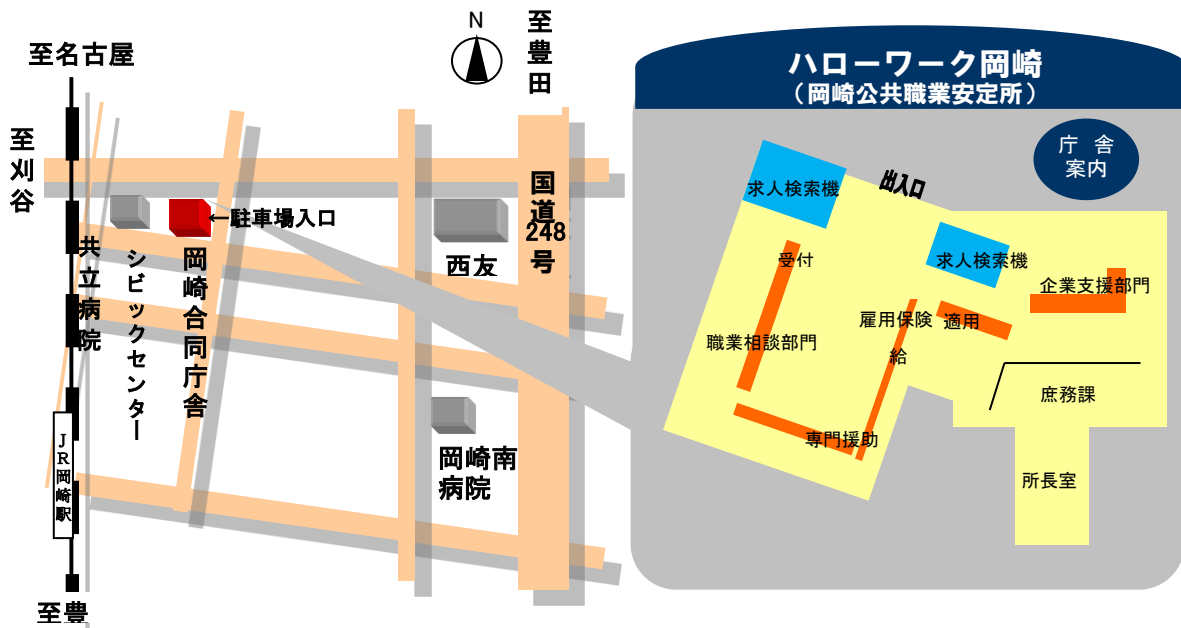 至名古屋
N
至豊田
至刈谷
国道
248
号
←駐車場入口
共立病院
シビックセンター
岡崎合同庁舎
西友
岡崎南
病院
JR岡崎駅
至豊
ハローワーク岡崎
（岡崎公共職業安定所）
庁 舎
案内
求人検索機
出入口
受付
求人検索機
企業支援部門
雇用保険
適用
職業相談部門
給
庶務課
専門援助
所長室